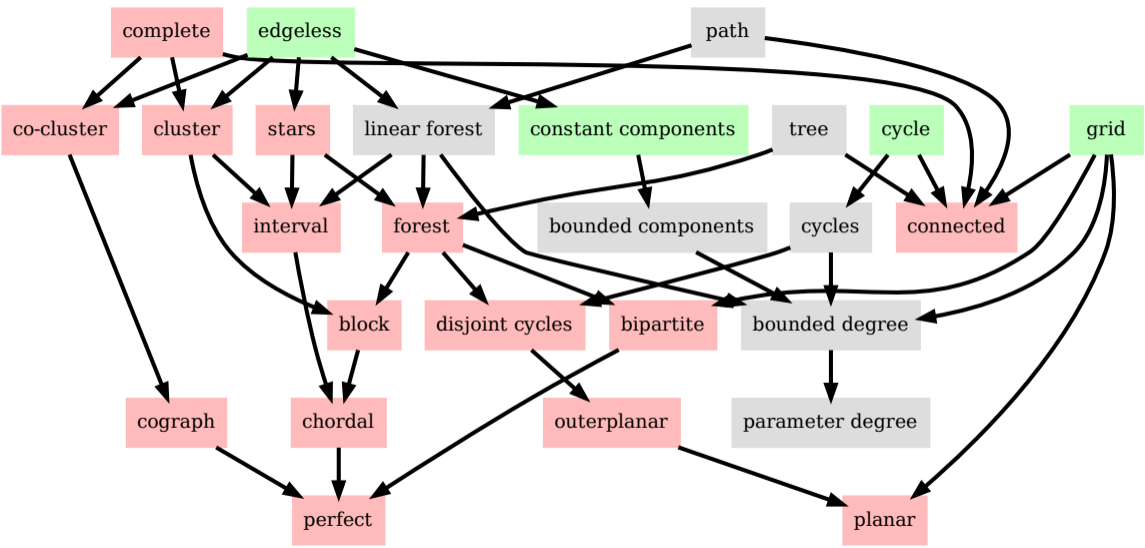 complete
edgeless
path
co-cluster
cluster
stars
linear forest
constant components
tree
cycle
grid
interval
forest
bounded components
cycles
connected
block
disjoint cycles
bipartite
bounded degree
cograph
chordal
outerplanar
parameter degree
perfect
planar